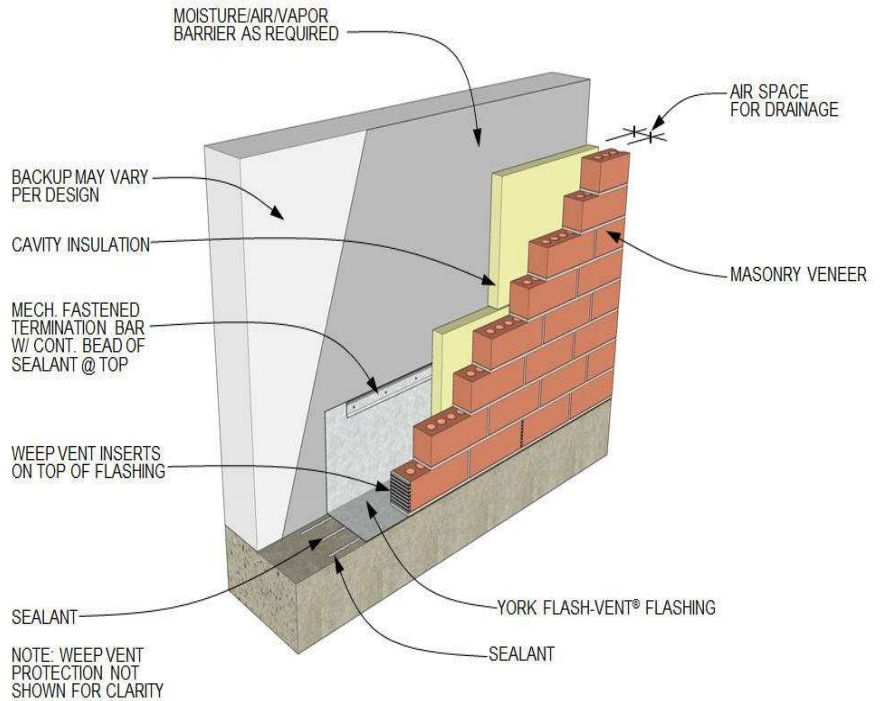 MOISTURE/AIR/VAPOR
BARRIER AS REQUIRED
AIR SPACE
FOR DRAINAGE
BACKUP MAY VARY
PER DESIGN
CAVITY INSULATION
MASONRY VENEER
MECH. FASTENED
TERMINATION BAR
W/ CONT. BEAD OF
SEALANT @ TOP
WEEP VENT INSERTS
ON TOP OF FLASHING
YORK FLASH-VENT® FLASHING
SEALANT
SEALANT
NOTE: WEEP VENT
PROTECTION NOT
SHOWN FOR CLARITY